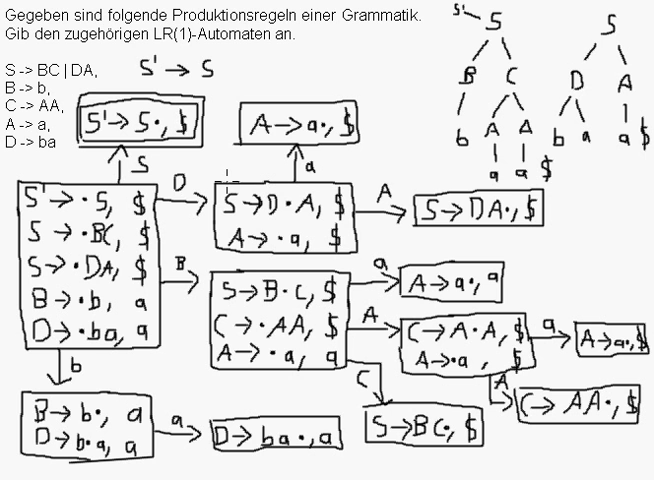 Gegeben sind folgende Produktionsregeln einer Grammatik.
Gib den zugehörigen LR(1)-Automaten an.
S -> BC | DA,
B -> b,
C -> AA,
A -> a,
D -> ba
S' → S
S'
S
B C
b A A
a a $
S
D A
b a a $
S' → S·, $
A → a·, $
S
a
S' → ·S, $
S → ·BC, $
S → ·DA, $
B → ·b, a
D → ·ba, a
D
S → D·A, $
A → ·a, $
A
S → DA·, $
B
S → B·C, $
C → ·AA, $
A → ·a, a
a
A → a·, a
A
C → A·A, $
A → ·a, $
a
A → a·, $
A
C → AA·, $
C
S → BC·, $
b
B → b·, a
D → b·a, a
a
D → ba·, a